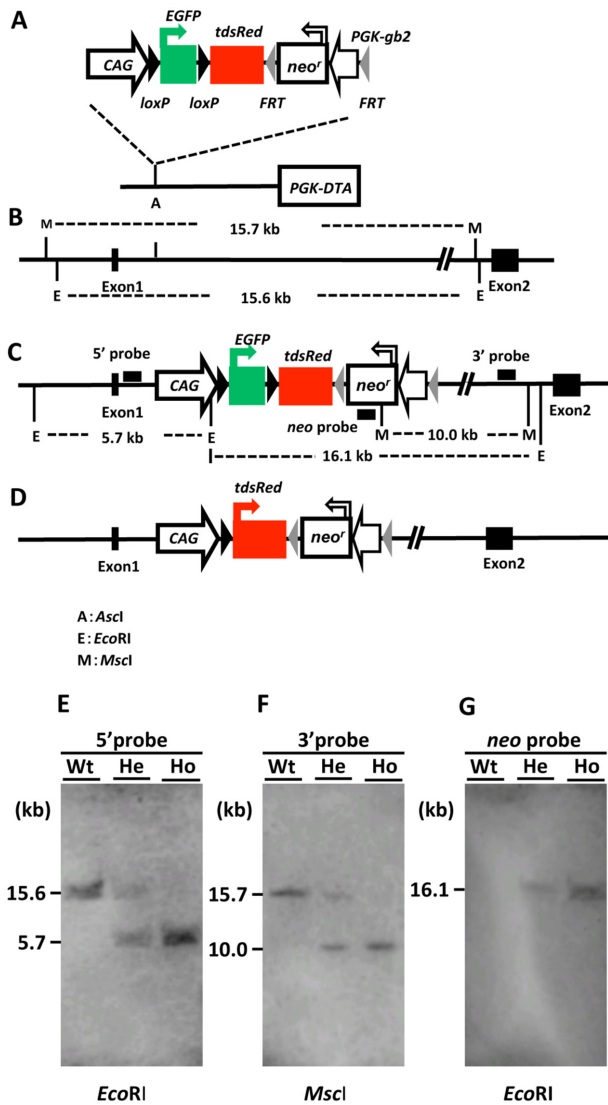 A
EGFP
tdsRed
PGK-gb2
CAG
neoʳ
loxP loxP FRT FRT
PGK-DTA
A
B
M
15.7 kb
M
Exon1
Exon2
E
15.6 kb
E
C
5' probe
EGFP
tdsRed
3' probe
CAG
neoʳ
Exon1
neo probe
Exon2
E
5.7 kb
E
M
10.0 kb
M
16.1 kb
E
D
tdsRed
CAG
neoʳ
Exon1
Exon2
A : AscI
E : EcoRI
M : MscI
E F G
5'probe 3'probe neo probe
Wt He Ho Wt He Ho Wt He Ho
(kb) (kb) (kb)
15.6 15.7 16.1
5.7 10.0
EcoRI MscI EcoRI